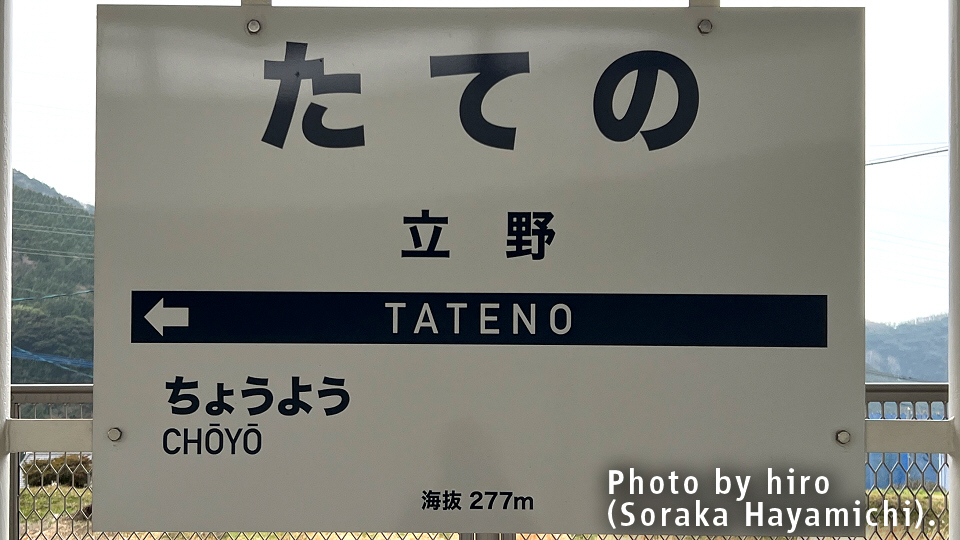 たての
立野
TATENO
ちょうよう
CHŌYŌ
海抜 277m
Photo by hiro
(Soraka Hayamichi).